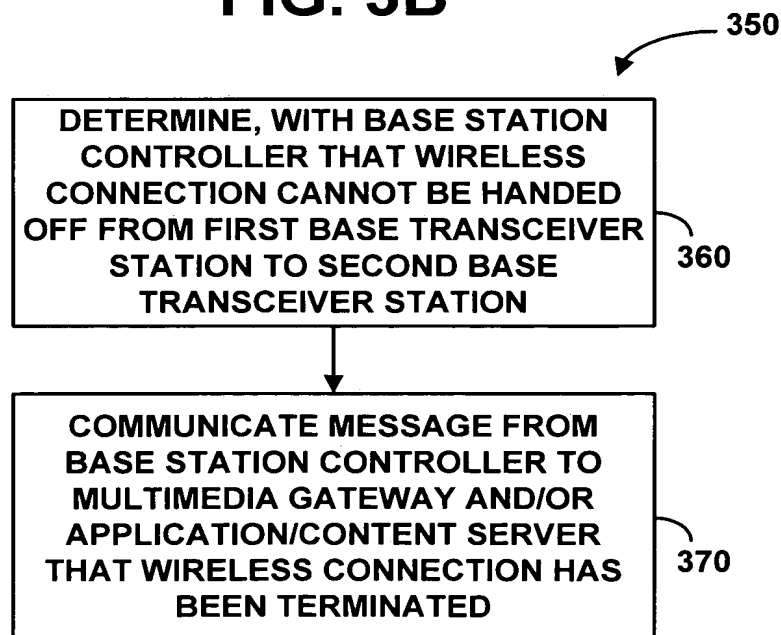 FIG. 3B
350
DETERMINE, WITH BASE STATION
CONTROLLER THAT WIRELESS
CONNECTION CANNOT BE HANDED
OFF FROM FIRST BASE TRANSCEIVER
STATION TO SECOND BASE
TRANSCEIVER STATION
360
COMMUNICATE MESSAGE FROM
BASE STATION CONTROLLER TO
MULTIMEDIA GATEWAY AND/OR
APPLICATION/CONTENT SERVER
THAT WIRELESS CONNECTION HAS
BEEN TERMINATED
370